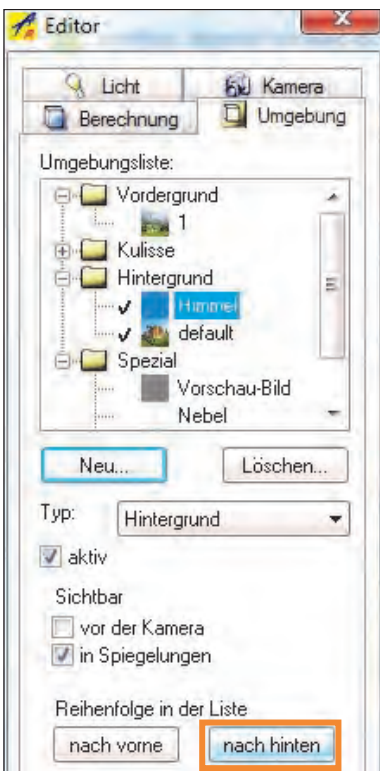 Editor
Licht Kamera
Berechnung Umgebung
Umgebungsliste:
Vordergrund
1
Kulisse
Hintergrund
Himmel
default
Spezial
Vorschau-Bild
Nebel
Neu... Löschen...
Typ: Hintergrund
aktiv
Sichtbar
vor der Kamera
in Spiegelungen
Reihenfolge in der Liste
nach vorne nach hinten